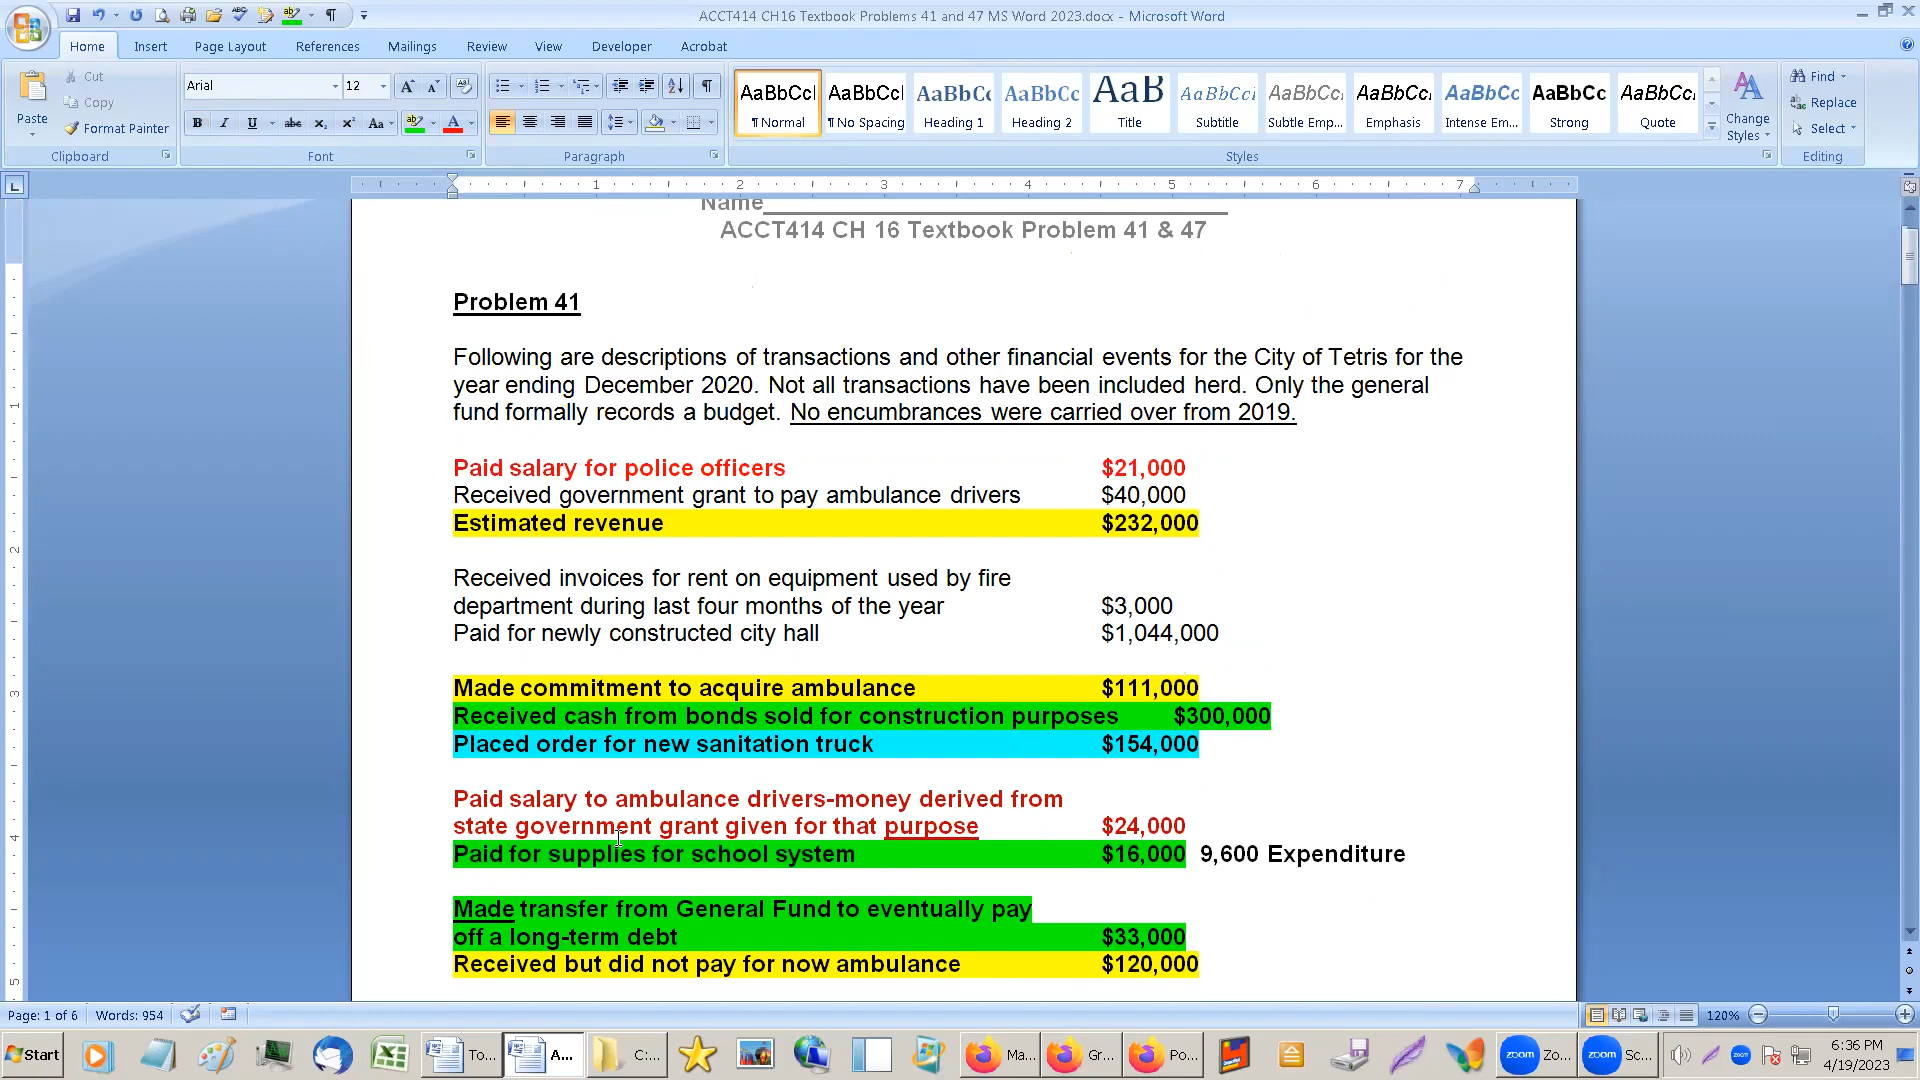 ACCT414 CH16 Textbook Problems 41 and 47 MS Word 2023.docx - Microsoft Word
Home Insert Page Layout References Mailings Review View Developer Acrobat
Paste
Cut
Copy
Format Painter
Clipboard
Arial 12
Font
Paragraph
AaBbCcI AaBbCcI AaBbCc AaBbCc AaB AaBbCcI AaBbCcI AaBbCcI AaBbCc AaBbCc AaBbCcI
¶ Normal ¶ No Spacing Heading 1 Heading 2 Title Subtitle Subtle Emp... Emphasis Intense Em... Strong Quote
Change Styles
Styles
Find
Replace
Select
Editing
1 2 3 4 5 6 7
Name
ACCT414 CH 16 Textbook Problem 41 & 47
Problem 41
Following are descriptions of transactions and other financial events for the City of Tetris for the
year ending December 2020. Not all transactions have been included herd. Only the general
fund formally records a budget. No encumbrances were carried over from 2019.
Paid salary for police officers $21,000
Received government grant to pay ambulance drivers $40,000
Estimated revenue $232,000
Received invoices for rent on equipment used by fire
department during last four months of the year $3,000
Paid for newly constructed city hall $1,044,000
Made commitment to acquire ambulance $111,000
Received cash from bonds sold for construction purposes $300,000
Placed order for new sanitation truck $154,000
Paid salary to ambulance drivers-money derived from
state government grant given for that purpose $24,000
Paid for supplies for school system $16,000 9,600 Expenditure
Made transfer from General Fund to eventually pay
off a long-term debt $33,000
Received but did not pay for now ambulance $120,000
Page: 1 of 6 Words: 954 120%
Start To... A... C:... Ma... Gr... Po... Zo... Sc...
6:36 PM
4/19/2023